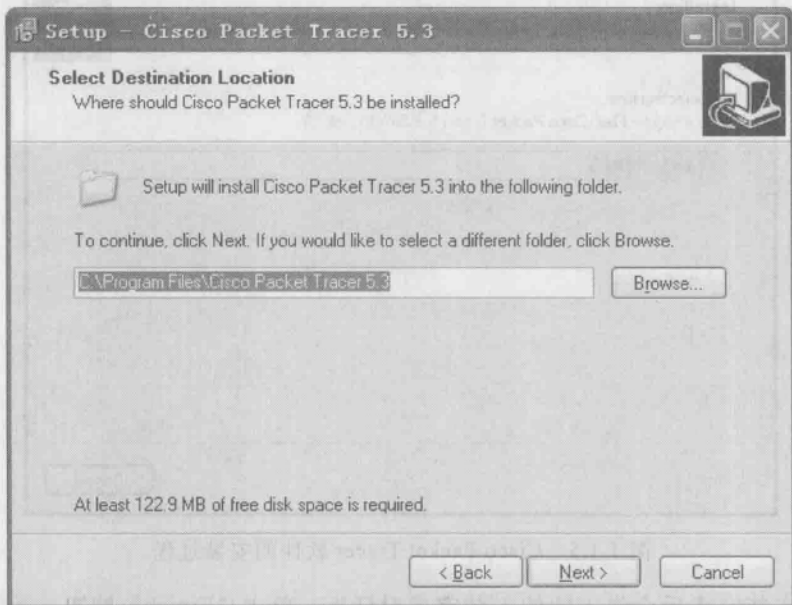 Setup - Cisco Packet Tracer 5.3
Select Destination Location
Where should Cisco Packet Tracer 5.3 be installed?
Setup will install Cisco Packet Tracer 5.3 into the following folder.
To continue, click Next. If you would like to select a different folder, click Browse.
C:\Program Files\Cisco Packet Tracer 5.3
Browse...
At least 122.9 MB of free disk space is required.
< Back
Next >
Cancel